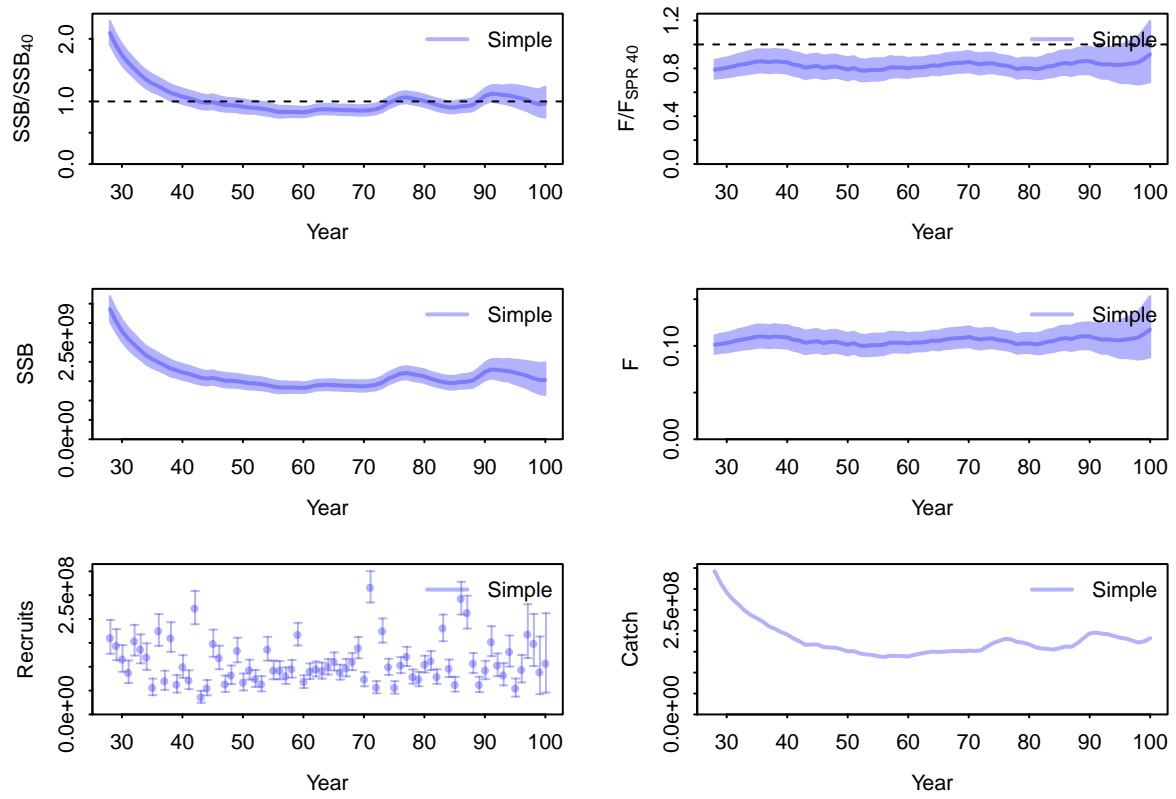 SSB/SSB40
0.0 1.0 2.0
Simple
30 40 50 60 70 80 90 100
Year
F/FSPR 40
0.0 0.4 0.8 1.2
Simple
30 40 50 60 70 80 90 100
Year
SSB
0.0e+00 2.5e+09
Simple
30 40 50 60 70 80 90 100
Year
F
0.00 0.10
Simple
30 40 50 60 70 80 90 100
Year
Recruits
0.0e+00 2.5e+08
Simple
30 40 50 60 70 80 90 100
Year
Catch
0.0e+00 2.5e+08
Simple
30 40 50 60 70 80 90 100
Year